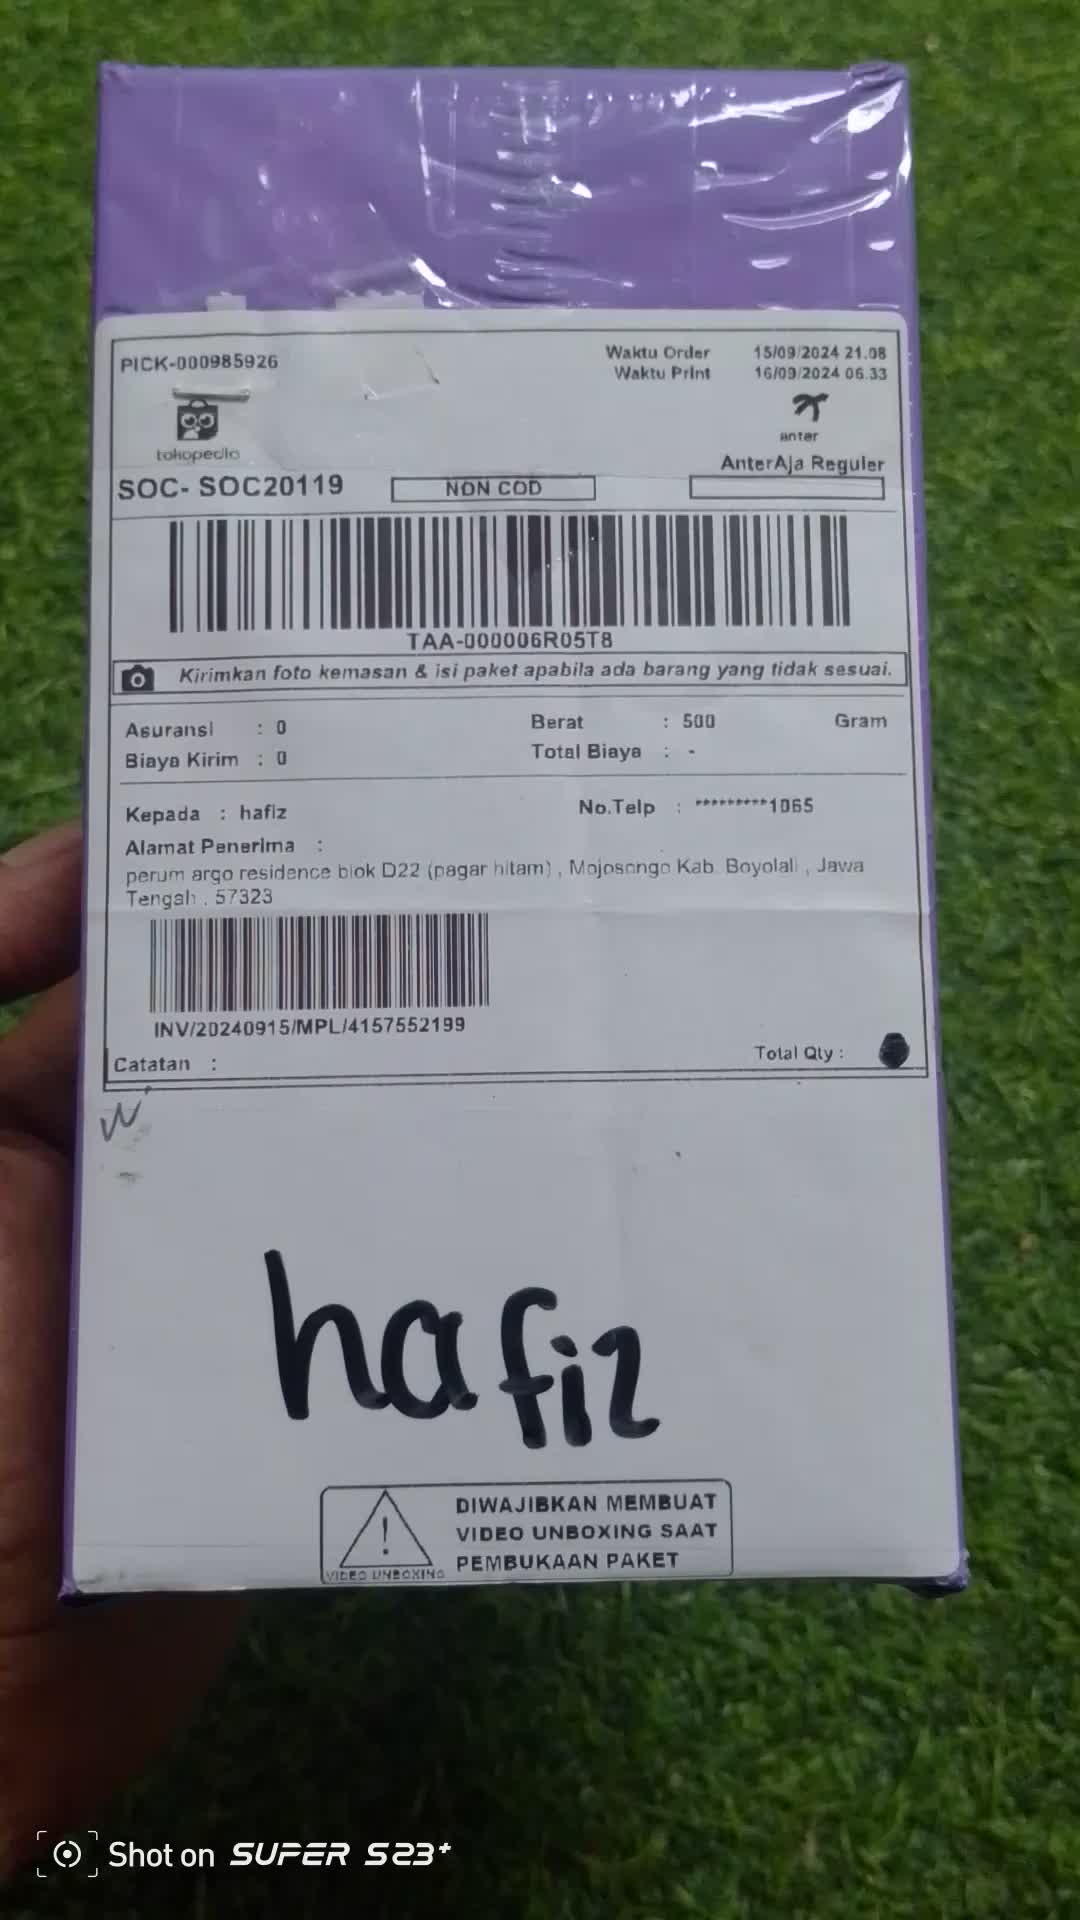 PICK-000985926
Waktu Order 15/09/2024 21.08
Waktu Print 16/09/2024 06.33
tokopedia
anter
AnterAja Reguler
SOC- SOC20119
NON COD
TAA-000006R05T8
Kirimkan foto kemasan & isi paket apabila ada barang yang tidak sesuai.
Asuransi : 0
Berat : 500 Gram
Biaya Kirim : 0
Total Biaya : -
Kepada : hafiz
No.Telp : *********1065
Alamat Penerima :
perum argo residence blok D22 (pagar hitam) , Mojosongo Kab. Boyolali , Jawa
Tengah , 57323
INV/20240915/MPL/4157552199
Catatan :
Total Qty :
hafiz
DIWAJIBKAN MEMBUAT
VIDEO UNBOXING SAAT
PEMBUKAAN PAKET
VIDEO UNBOXING
Shot on SUPER S23+